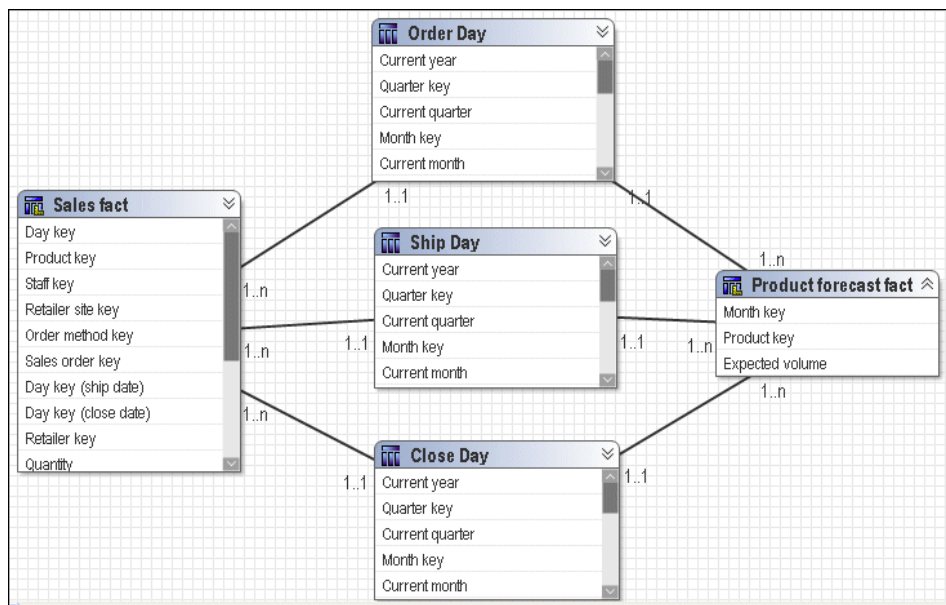 Order Day
Current year
Quarter key
Current quarter
Month key
Current month
1..1
1..1
Sales fact
Day key
Product key
Staff key
Retailer site key
Order method key
Sales order key
Day key (ship date)
Day key (close date)
Retailer key
Quantity
1..n
1..n
1..n
Ship Day
Current year
Quarter key
Current quarter
Month key
Current month
1..1
1..1
1..n
1..n
Product forecast fact
Month key
Product key
Expected volume
1..n
Close Day
Current year
Quarter key
Current quarter
Month key
Current month
1..1
1..1